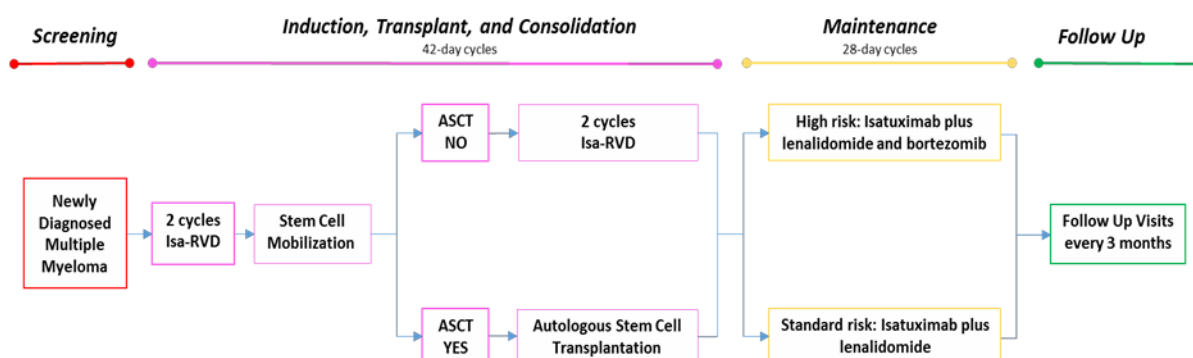 Screening
Induction, Transplant, and Consolidation
42-day cycles
Maintenance
28-day cycles
Follow Up
Newly
Diagnosed
Multiple
Myeloma
2 cycles
Isa-RVD
Stem Cell
Mobilization
ASCT
NO
2 cycles
Isa-RVD
ASCT
YES
Autologous Stem Cell
Transplantation
High risk: Isatuximab plus
lenalidomide and bortezomib
Standard risk: Isatuximab plus
lenalidomide
Follow Up Visits
every 3 months